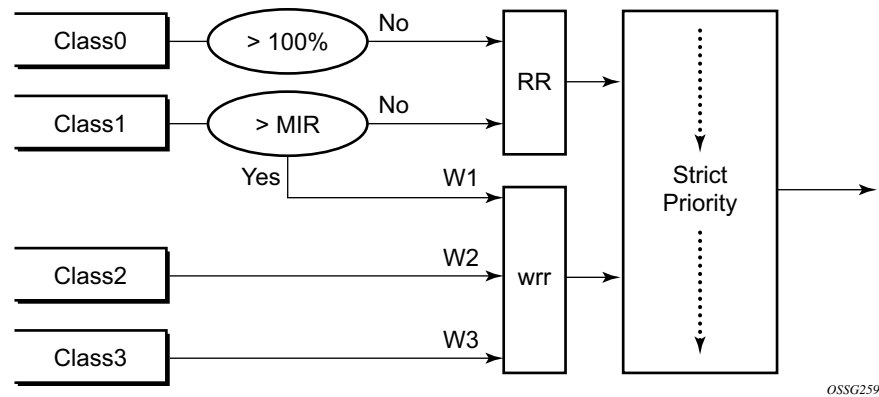 Class0
> 100%
No
RR
Class1
> MIR
No
Yes
W1
Strict
Priority
Class2
W2
wrr
Class3
W3
OSSG259